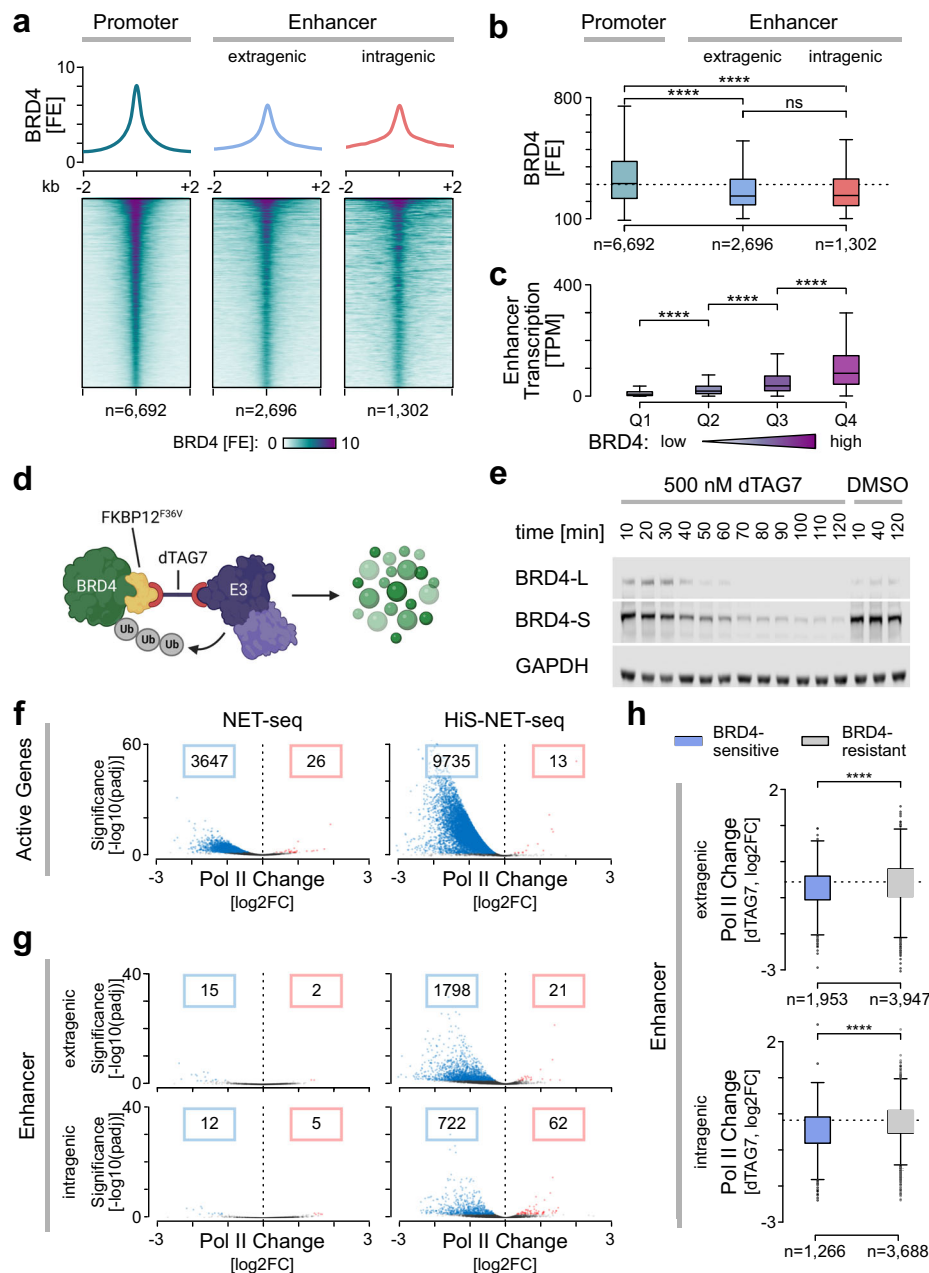 a
Promoter
Enhancer
extragenic
intragenic
BRD4
[FE]
10
0
kb
-2
+2
-2
+2
-2
+2
n=6,692
n=2,696
n=1,302
BRD4 [FE]: 0 10
b
Promoter
Enhancer
extragenic
intragenic
****
****
ns
BRD4
[FE]
800
100
n=6,692
n=2,696
n=1,302
c
Enhancer
Transcription
[TPM]
400
0
****
****
****
Q1 Q2 Q3 Q4
BRD4: low high
d
FKBP12F36V
dTAG7
BRD4
E3
Ub
Ub
Ub
e
500 nM dTAG7
DMSO
time [min] 10 20 30 40 50 60 70 80 90 100 110 120 10 40 120
BRD4-L
BRD4-S
GAPDH
f
NET-seq
HiS-NET-seq
Active Genes
Significance
[-log10(padj)]
60
0
3647
26
Significance
[-log10(padj)]
60
0
9735
13
-3
Pol II Change
3
[log2FC]
-3
Pol II Change
3
[log2FC]
g
Enhancer
extragenic
Significance
[-log10(padj)]
40
0
15
2
40
0
1798
21
intragenic
Significance
[-log10(padj)]
40
0
12
5
40
0
722
62
-3
Pol II Change
3
[log2FC]
-3
Pol II Change
3
[log2FC]
h
BRD4-
sensitive
BRD4-
resistant
Enhancer
extragenic
Pol II Change
[dTAG7, log2FC]
2
-3
****
n=1,953
n=3,947
intragenic
Pol II Change
[dTAG7, log2FC]
2
-3
****
n=1,266
n=3,688